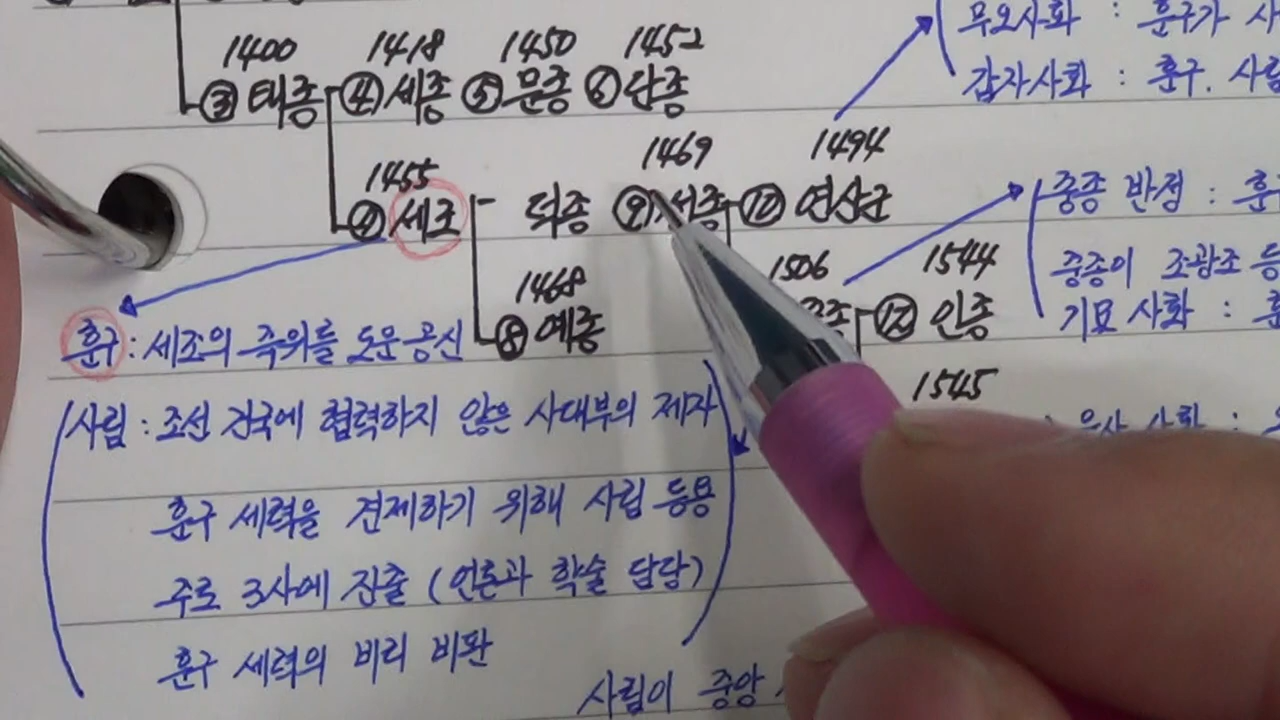 무오사화 : 훈구가 사
1400 1418 1450 1452
갑자사화 : 훈구. 사림
③ 태종 ④ 세종 ⑤ 문종 ⑥ 단종
1455 1469 1494
세조 덕종 ⑨ 연산군 중종 반정 : 훈
⑩
1468 1506 1544
중종이 조광조 등
⑧ 예종 ⑫ 인종 기묘 사화 : 훈
훈구 : 세조의 즉위를 도운 공신
1545
사림 : 조선 건국에 협력하지 않은 사대부의 제자
훈구 세력을 견제하기 위해 사림 등용
주로 3사에 진출 (언론과 학술 담당)
훈구 세력의 비리 비판
사림이 중앙